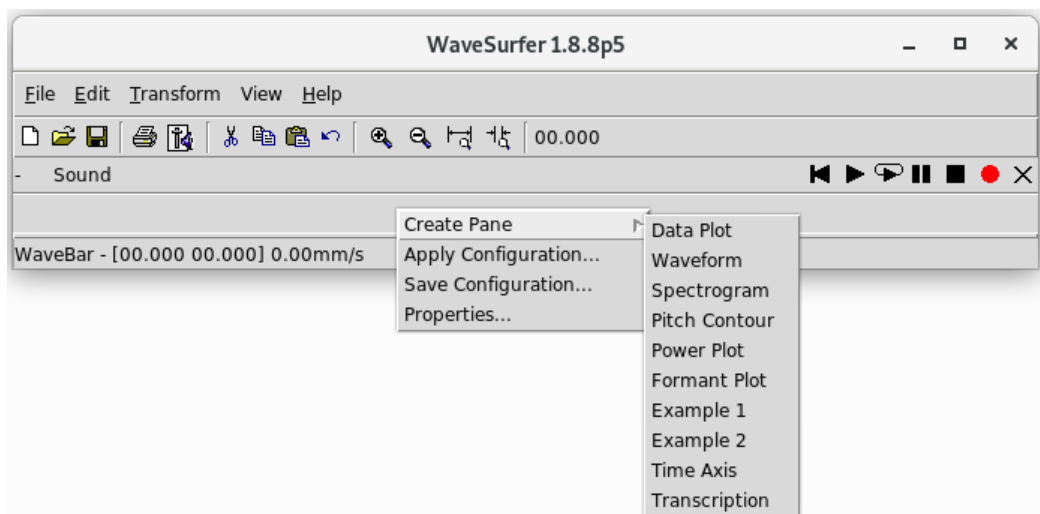 WaveSurfer 1.8.8p5
File Edit Transform View Help
00.000
- Sound
WaveBar - [00.000 00.000] 0.00mm/s
Create Pane
Apply Configuration...
Save Configuration...
Properties...
Data Plot
Waveform
Spectrogram
Pitch Contour
Power Plot
Formant Plot
Example 1
Example 2
Time Axis
Transcription